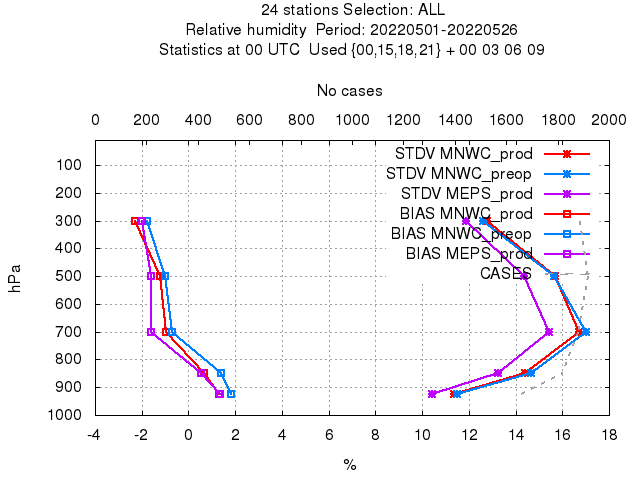 24 stations Selection: ALL
Relative humidity  Period: 20220501-20220526
Statistics at 00 UTC  Used {00,15,18,21} + 00 03 06 09
No cases
0 200 400 600 800 1000 1100 1300 1400 1600 1800 1900 2000
STDV MNWC_prod
STDV MNWC_preop
STDV MEPS_prod
BIAS MNWC_prod
BIAS MNWC_preop
BIAS MEPS_prod
CASES
100
200
300
400
500
600
700
800
900
1000
hPa
-4 -2 0 2 4 6 8 10 12 14 16 18
%